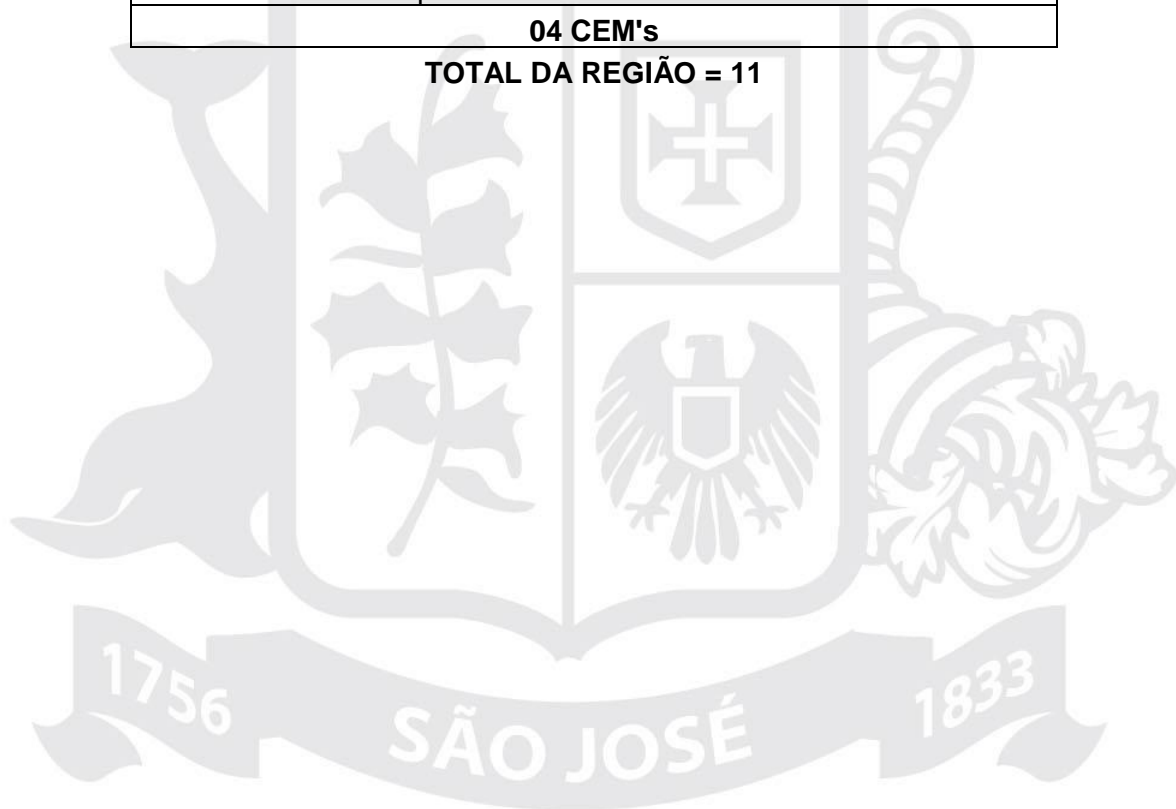 04 CEM's
TOTAL DA REGIÃO = 11
1756
SÃO JOSÉ
1833